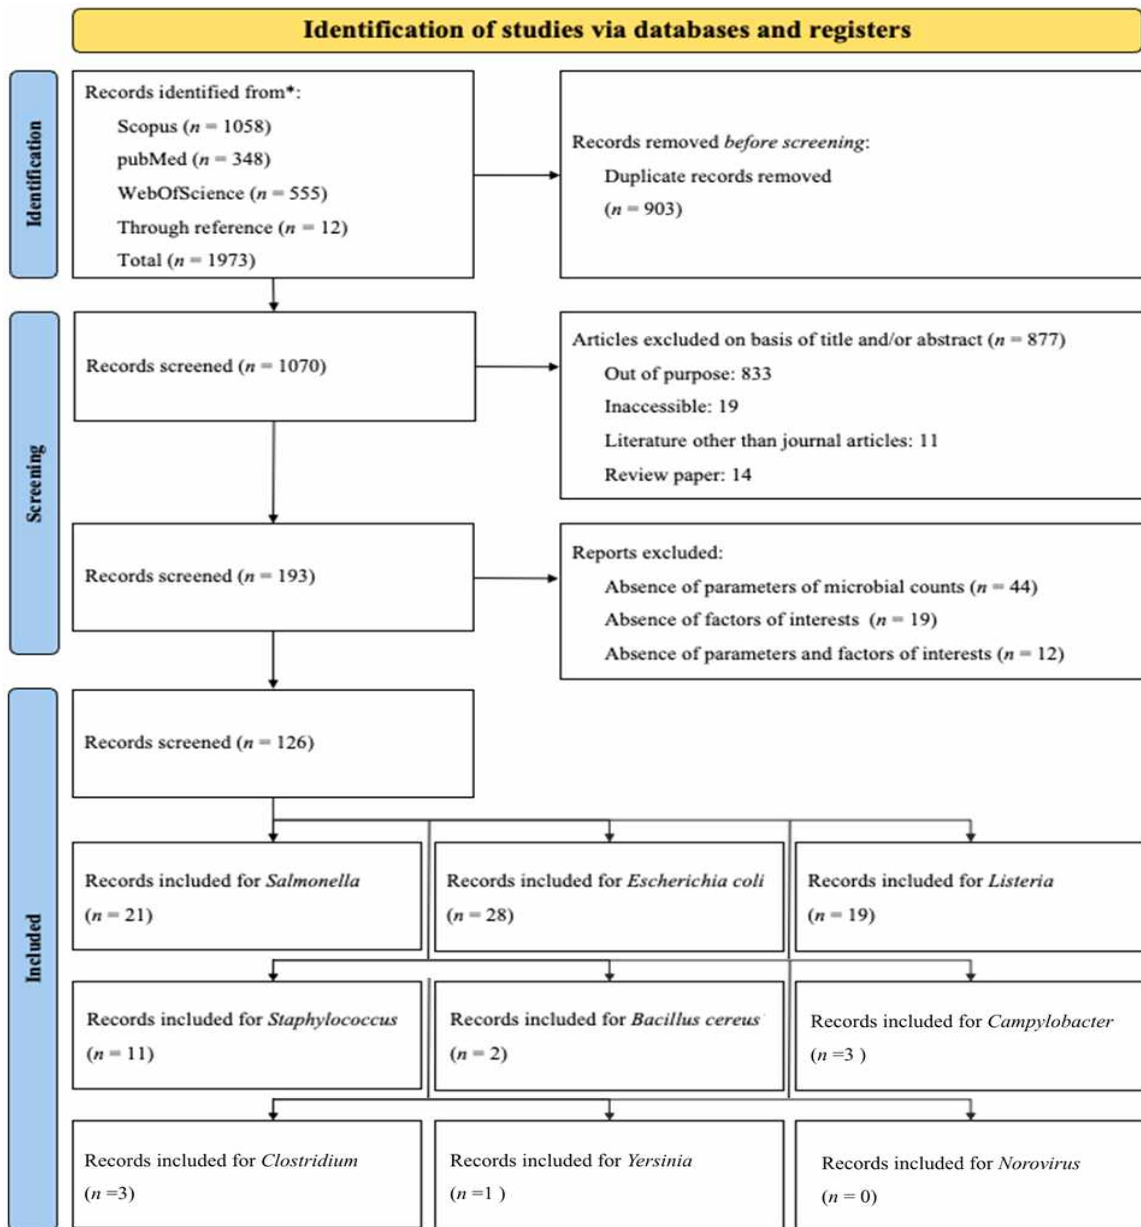 Identification of studies via databases and registers
Identification
Records identified from*:
Scopus (n = 1058)
pubMed (n = 348)
WebOfScience (n = 555)
Through reference (n = 12)
Total (n = 1973)
Records removed before screening:
Duplicate records removed
(n = 903)
Screening
Records screened (n = 1070)
Articles excluded on basis of title and/or abstract (n = 877)
Out of purpose: 833
Inaccessible: 19
Literature other than journal articles: 11
Review paper: 14
Records screened (n = 193)
Reports excluded:
Absence of parameters of microbial counts (n = 44)
Absence of factors of interests (n = 19)
Absence of parameters and factors of interests (n = 12)
Included
Records screened (n = 126)
Records included for Salmonella
(n = 21)
Records included for Escherichia coli
(n = 28)
Records included for Listeria
(n = 19)
Records included for Staphylococcus
(n = 11)
Records included for Bacillus cereus
(n = 2)
Records included for Campylobacter
(n =3 )
Records included for Clostridium
(n =3)
Records included for Yersinia
(n =1 )
Records included for Norovirus
(n = 0)